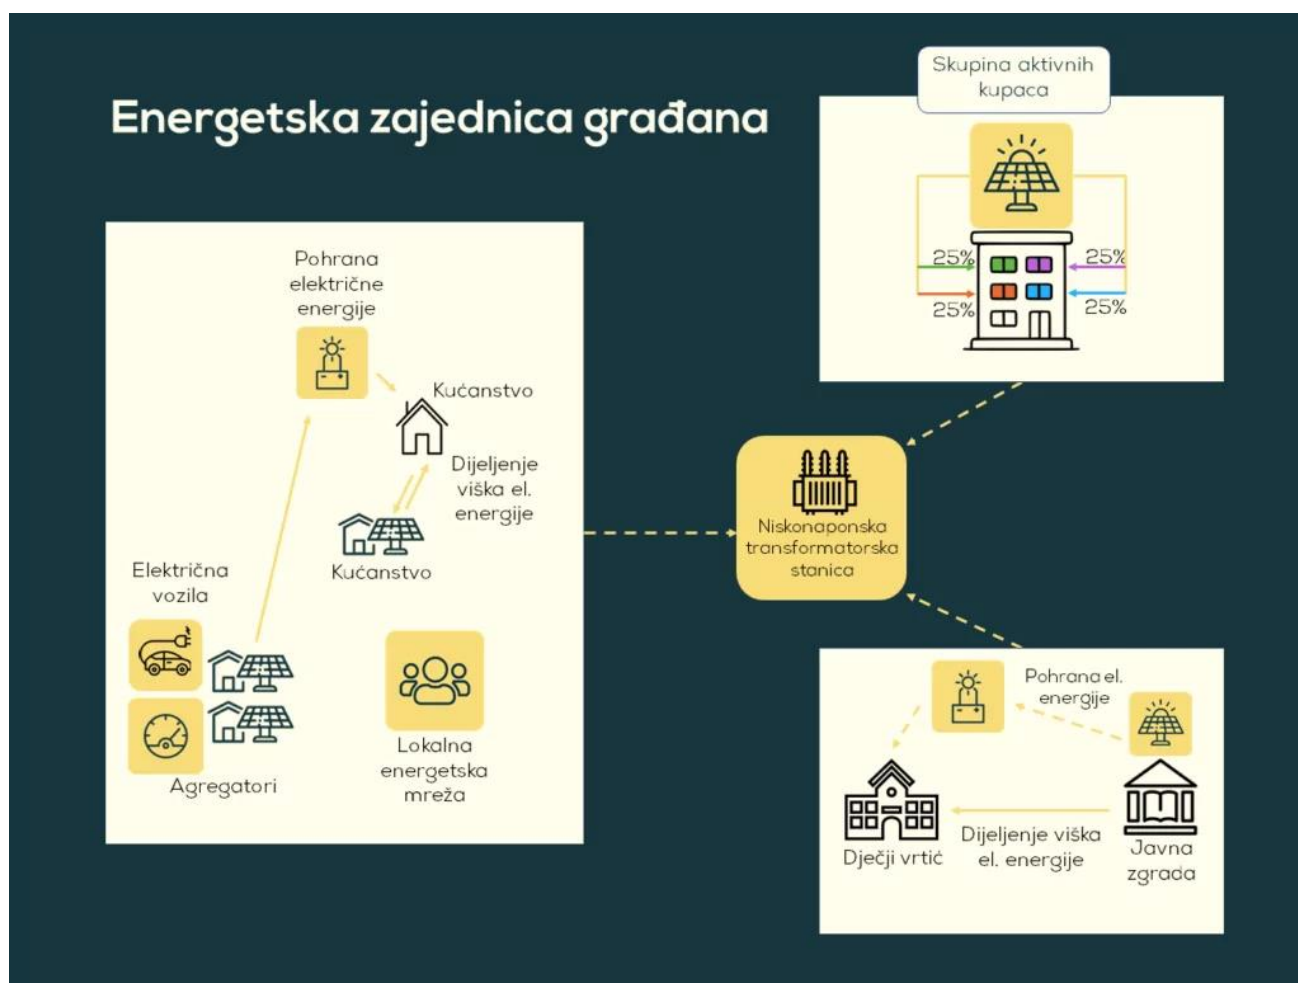 Energetska zajednica građana
Skupina aktivnih
kupaca
25%
25%
25%
25%
Pohrana
električne
energije
Kućanstvo
Dijeljenje
viška el.
energije
Kućanstvo
Električna
vozila
Agregatori
Lokalna
energetska
mreža
Niskonaponska
transformatorska
stanica
Pohrana el.
energije
Dječji vrtić
Dijeljenje viška
el. energije
Javna
zgrada